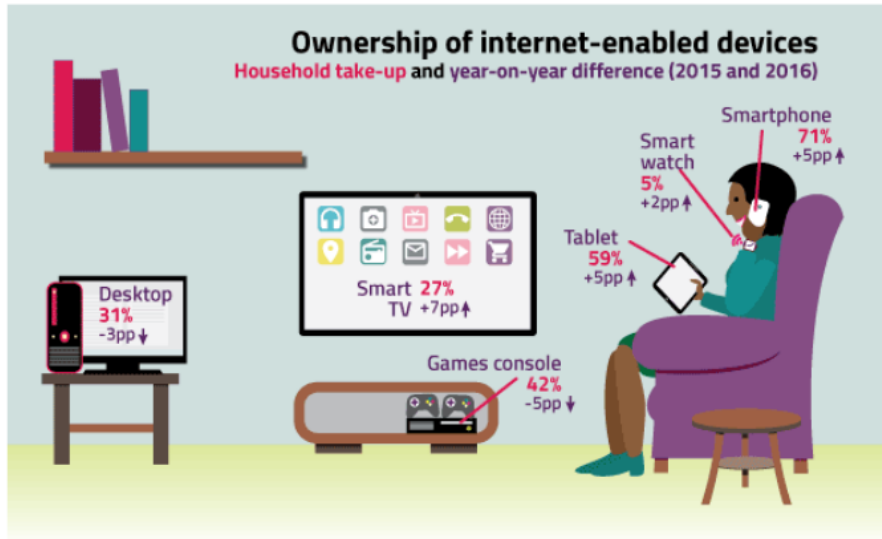 Ownership of internet-enabled devices
Household take-up and year-on-year difference (2015 and 2016)
Smartphone
71%
+5pp
Smart
watch
5%
+2pp
Tablet
59%
+5pp
Smart 27%
TV +7pp
Desktop
31%
-3pp
Games console
42%
-5pp